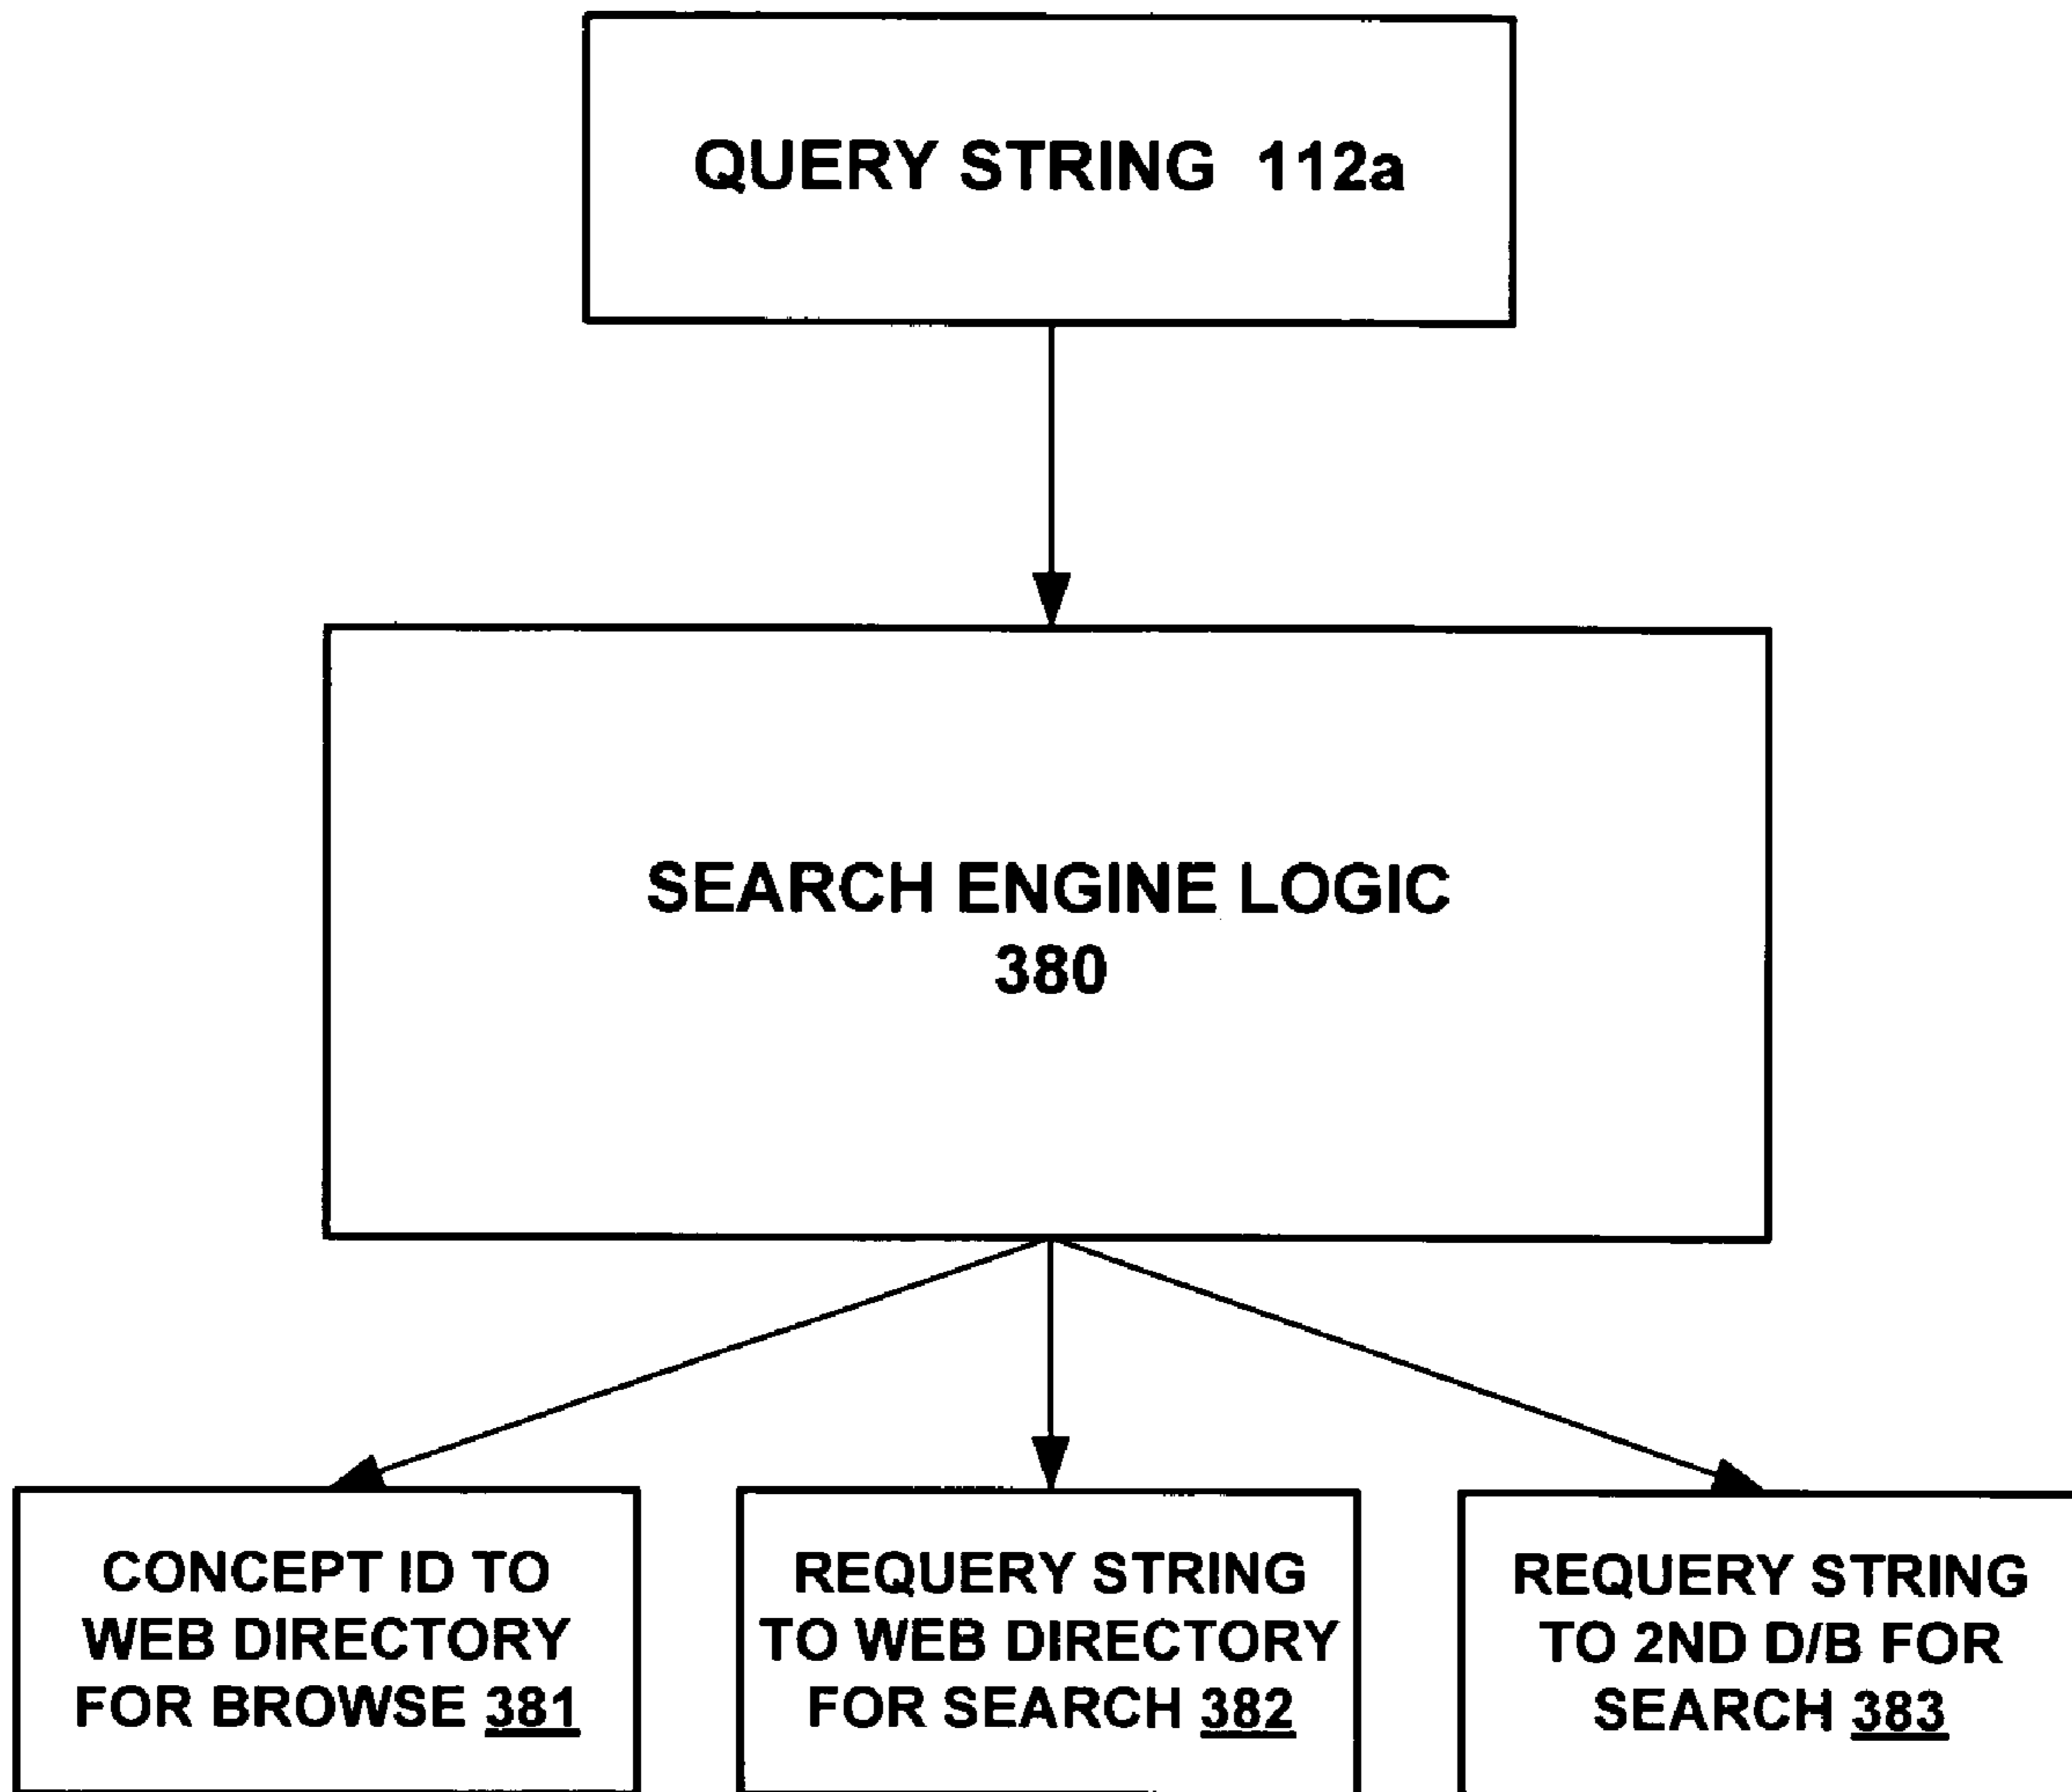 QUERY STRING 112a
SEARCH ENGINE LOGIC
380
CONCEPT ID TO
WEB DIRECTORY
FOR BROWSE 381
REQUERY STRING
TO WEB DIRECTORY
FOR SEARCH 382
REQUERY STRING
TO 2ND D/B FOR
SEARCH 383